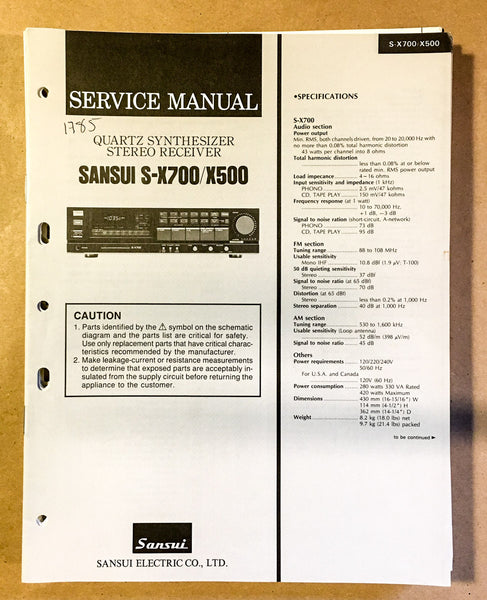 S-X700/X500
SERVICE MANUAL
1785
QUARTZ SYNTHESIZER
STEREO RECEIVER
SANSUI S-X700/X500
CAUTION
1. Parts identified by the ⚠ symbol on the schematic
diagram and the parts list are critical for safety.
Use only replacement parts that have critical charac-
teristics recommended by the manufacturer.
2. Make leakage-current or resistance measurements
to determine that exposed parts are acceptably in-
sulated from the supply circuit before returning the
appliance to the customer.
Sansui
SANSUI ELECTRIC CO., LTD.
•SPECIFICATIONS
S-X700
Audio section
Power output
Min. RMS, both channels driven, from 20 to 20,000 Hz with
no more than 0.08% total harmonic distortion
43 watts per channel into 8 ohms
Total harmonic distortion
less than 0.08% at or below
rated min. RMS power output
Load impedance 4–16 ohms
Input sensitivity and impedance (1 kHz)
PHONO 2.5 mV/47 kohms
CD, TAPE PLAY 150 mV/47 kohms
Frequency response (at 1 watt)
10 to 70,000 Hz,
+1 dB, −3 dB
Signal to noise ratio (short-circuit, A-network)
PHONO 73 dB
CD, TAPE PLAY 95 dB
FM section
Tuning range 88 to 108 MHz
Usable sensitivity
Mono IHF 10.8 dBf (1.9 μV: T-100)
50 dB quieting sensitivity
Stereo 37 dBf
Signal to noise ratio (at 65 dBf)
Stereo 70 dB
Distortion (at 65 dBf)
Stereo less than 0.2% at 1,000 Hz
Stereo separation 40 dB at 1,000 Hz
AM section
Tuning range 530 to 1,600 kHz
Usable sensitivity (Loop antenna)
52 dB/m (398 μV/m)
Signal to noise ratio 45 dB
Others
Power requirements 120/220/240V
50/60 Hz
For U.S.A. and Canada
120V (60 Hz)
Power consumption 280 watts 330 VA Rated
420 watts Maximum
Dimensions 430 mm (16-15/16") W
114 mm (4-1/2") H
362 mm (14-1/4") D
Weight 8.2 kg (18.0 lbs) net
9.7 kg (21.4 lbs) packed
to be continued ►